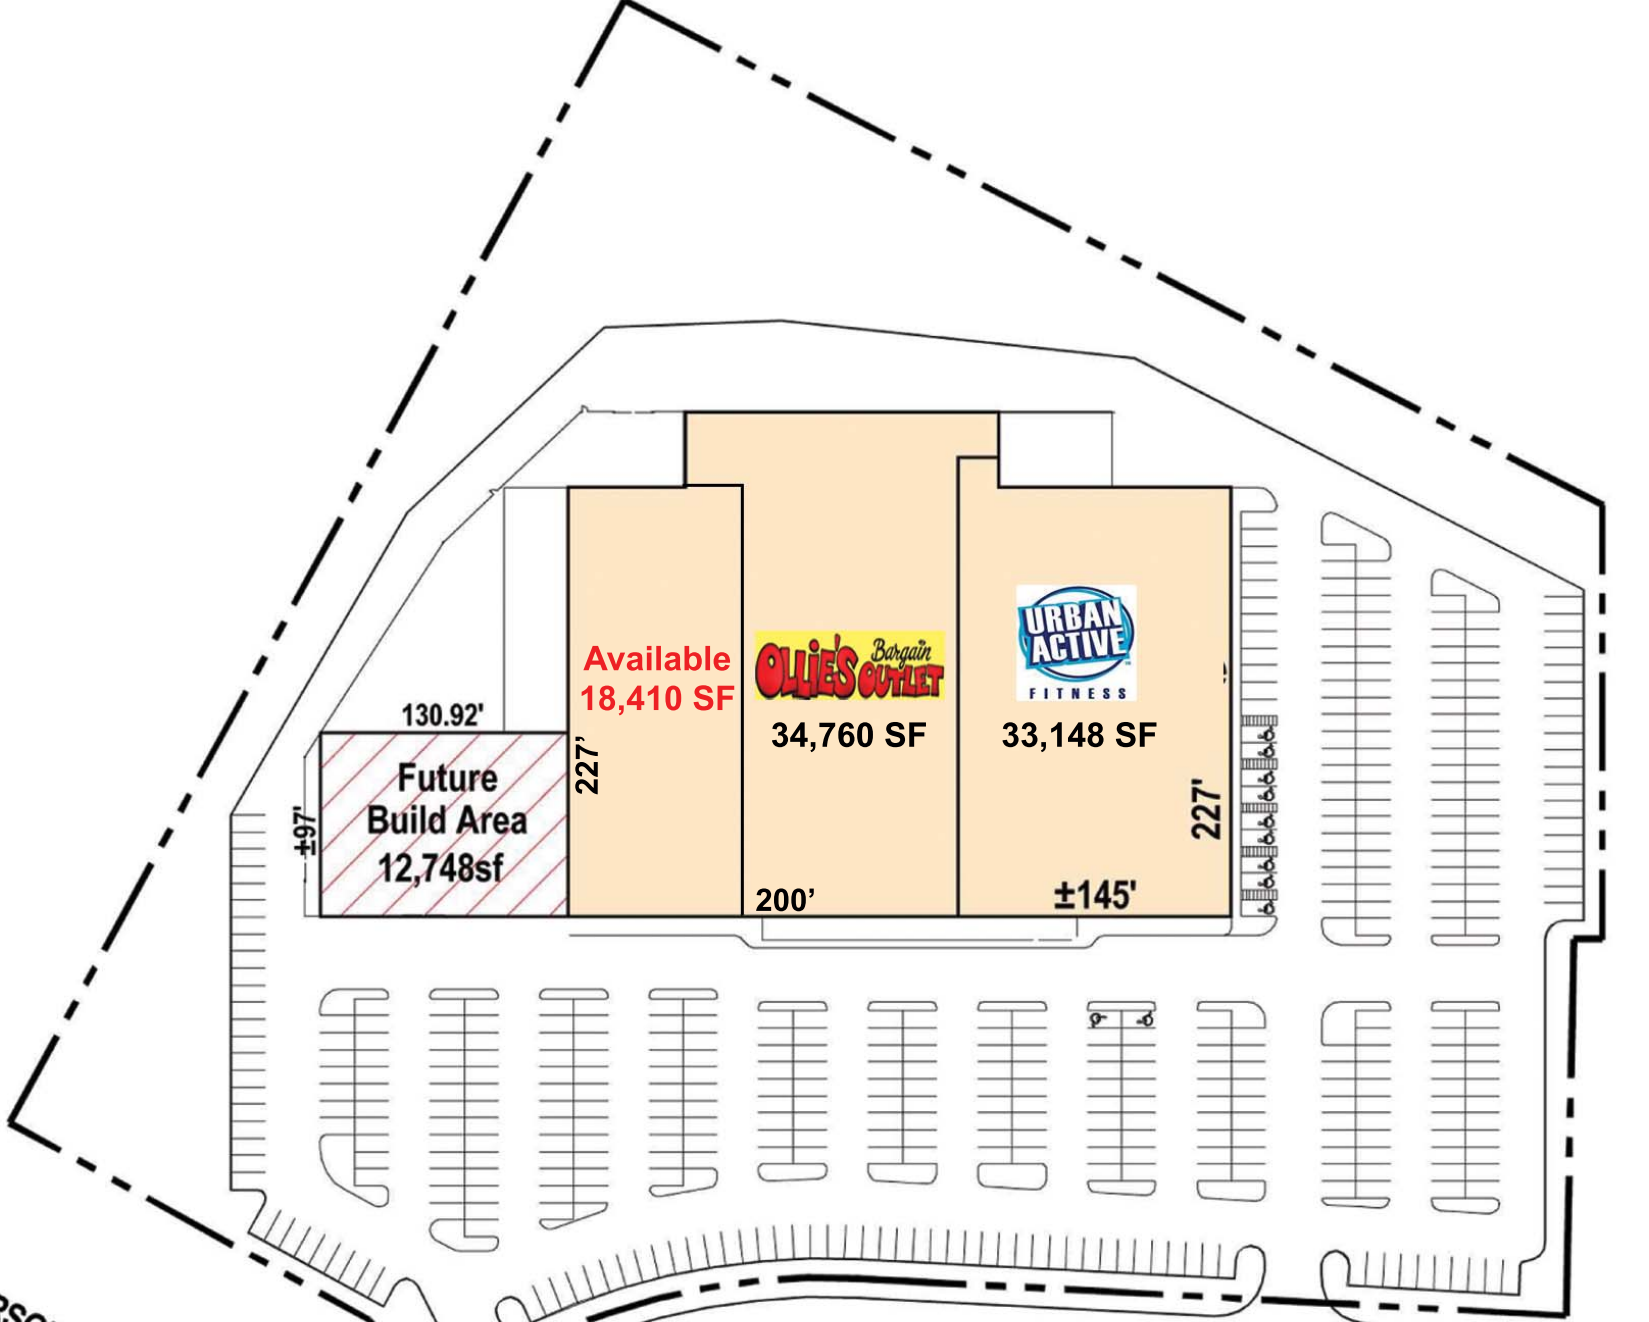 Available
18,410 SF
OLLiE'S Bargain
OUTLET
34,760 SF
URBAN
ACTIVE
FITNESS
33,148 SF
130.92'
Future
Build Area
12,748sf
±97'
227'
227'
200'
±145'